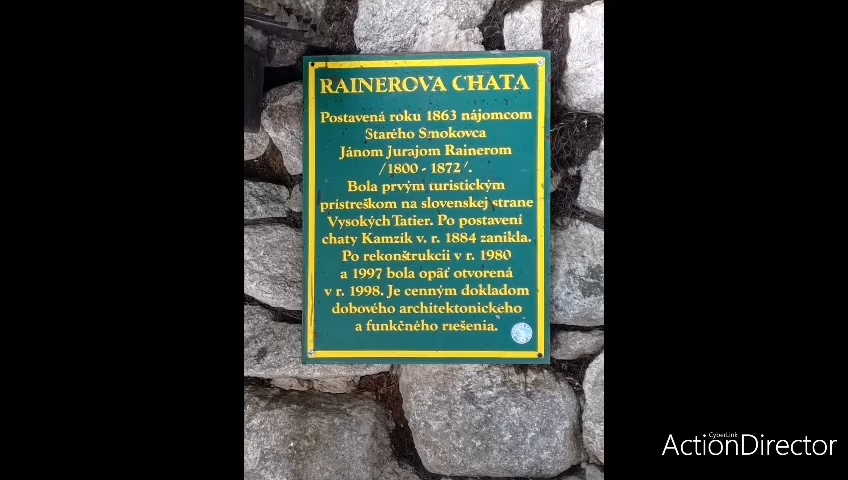 RAINEROVA CHATA
Postavená roku 1863 nájomcom
Starého Smokovca
Jánom Jurajom Rainerom
/1800 - 1872/.
Bola prvým turistickým
prístreškom na slovenskej strane
Vysokých Tatier. Po postavení
chaty Kamzík v. r. 1884 zanikla.
Po rekonštrukcii v r. 1980
a 1997 bola opäť otvorená
v r. 1998. Je cenným dokladom
dobového architektonického
a funkčného riešenia.
CyberLink
ActionDirector